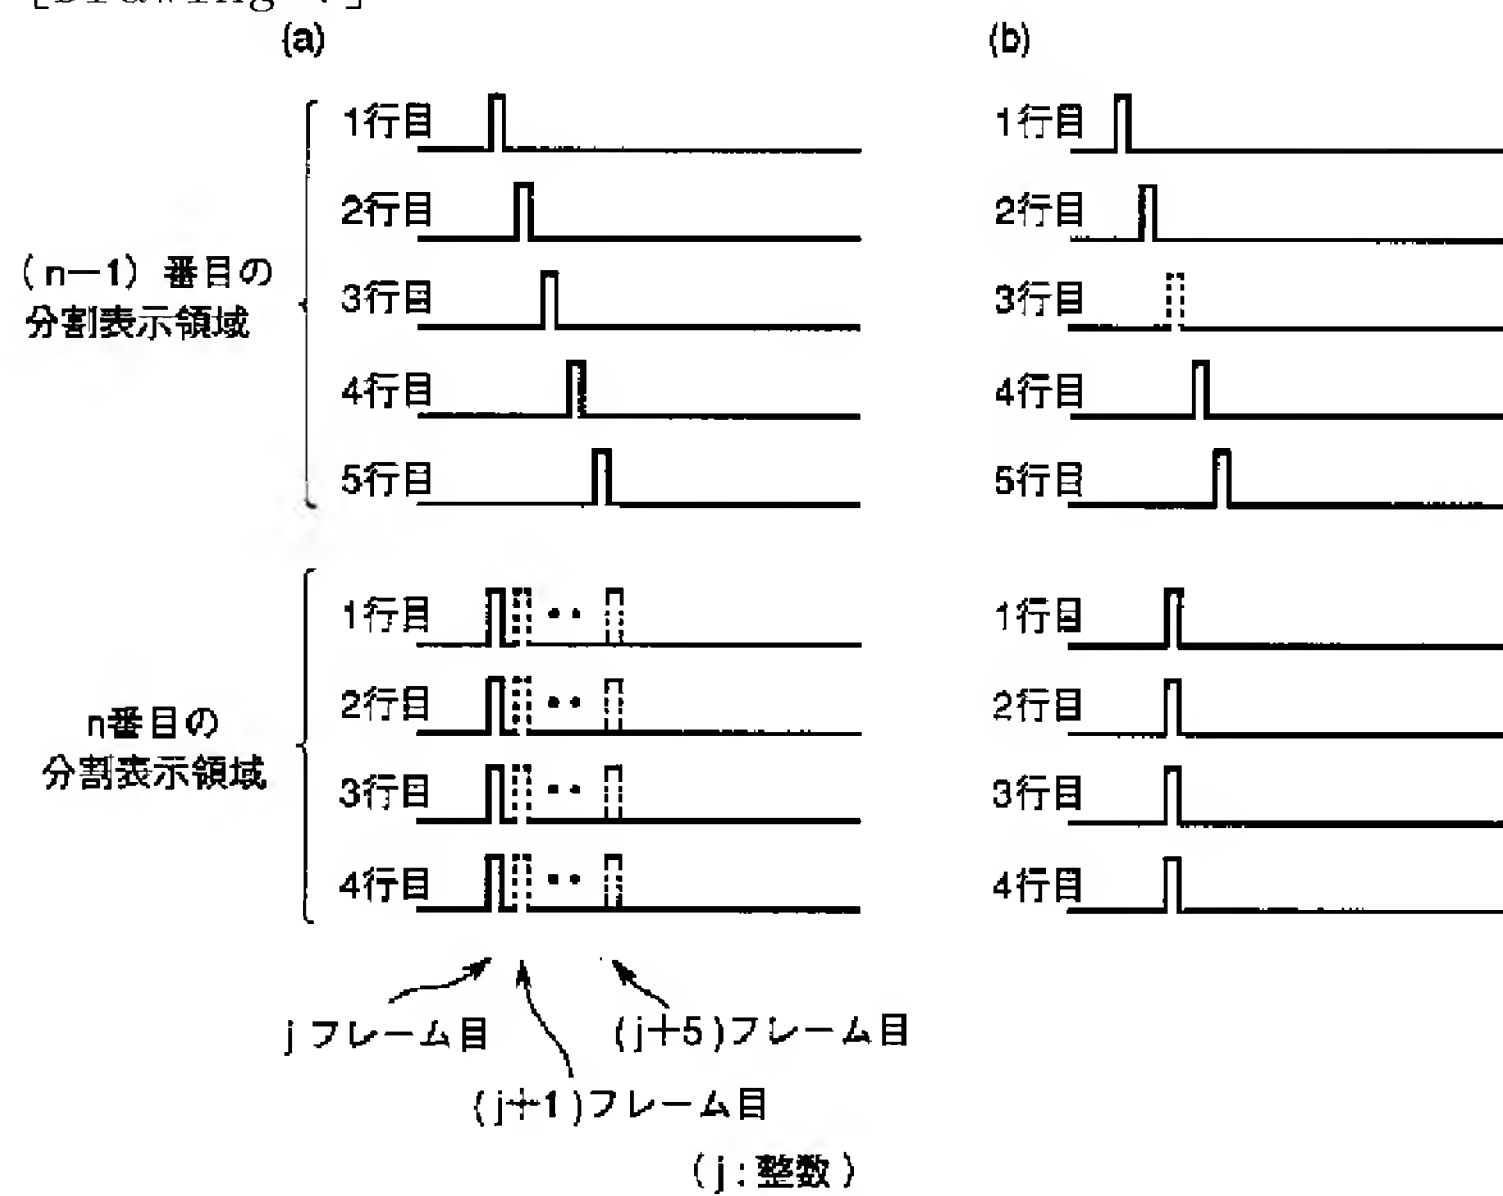 (a)
(b)
1行目
2行目
3行目
4行目
5行目
(n−1) 番目の
分割表示領域
1行目
2行目
3行目
4行目
5行目
1行目
2行目
3行目
4行目
n番目の
分割表示領域
1行目
2行目
3行目
4行目
j フレーム目
(j+5)フレーム目
(j+1)フレーム目
(j:整数)